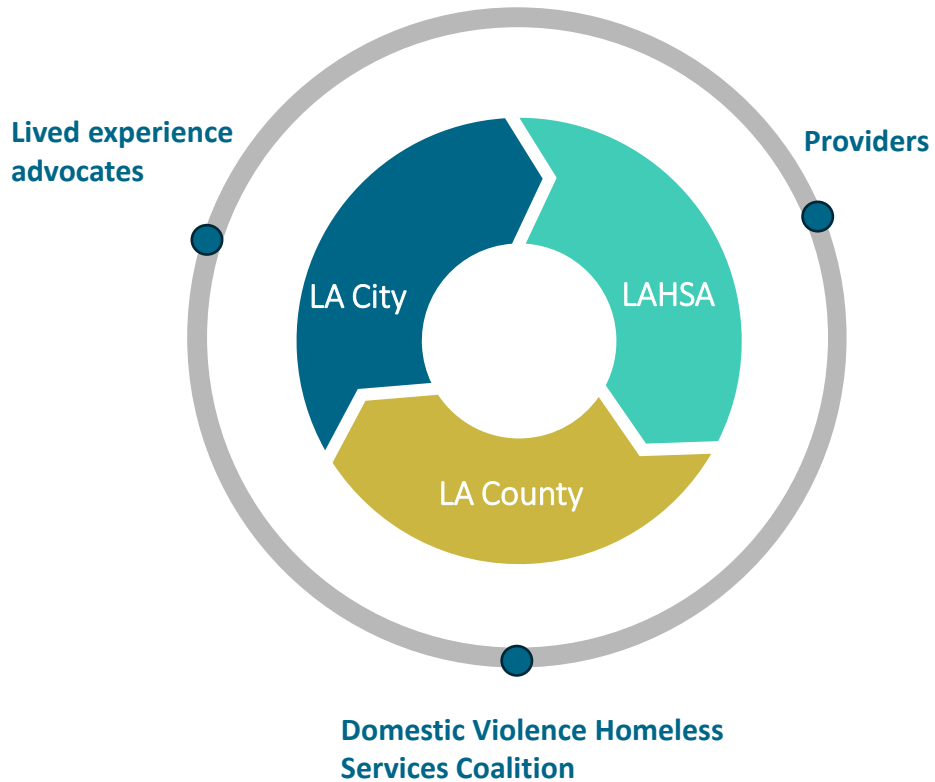 Lived experience
advocates
Providers
LA City
LAHSA
LA County
Domestic Violence Homeless
Services Coalition